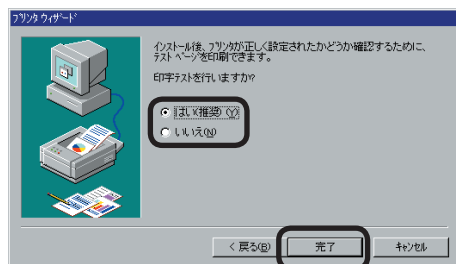 プリンタ ウィザード
インストール後、プリンタが正しく設定されたかどうか確認するために、
テスト ページを印刷できます。
印字テストを行いますか?
はい(推奨) (Y)
いいえ(N)
< 戻る(B)
完了
キャンセル